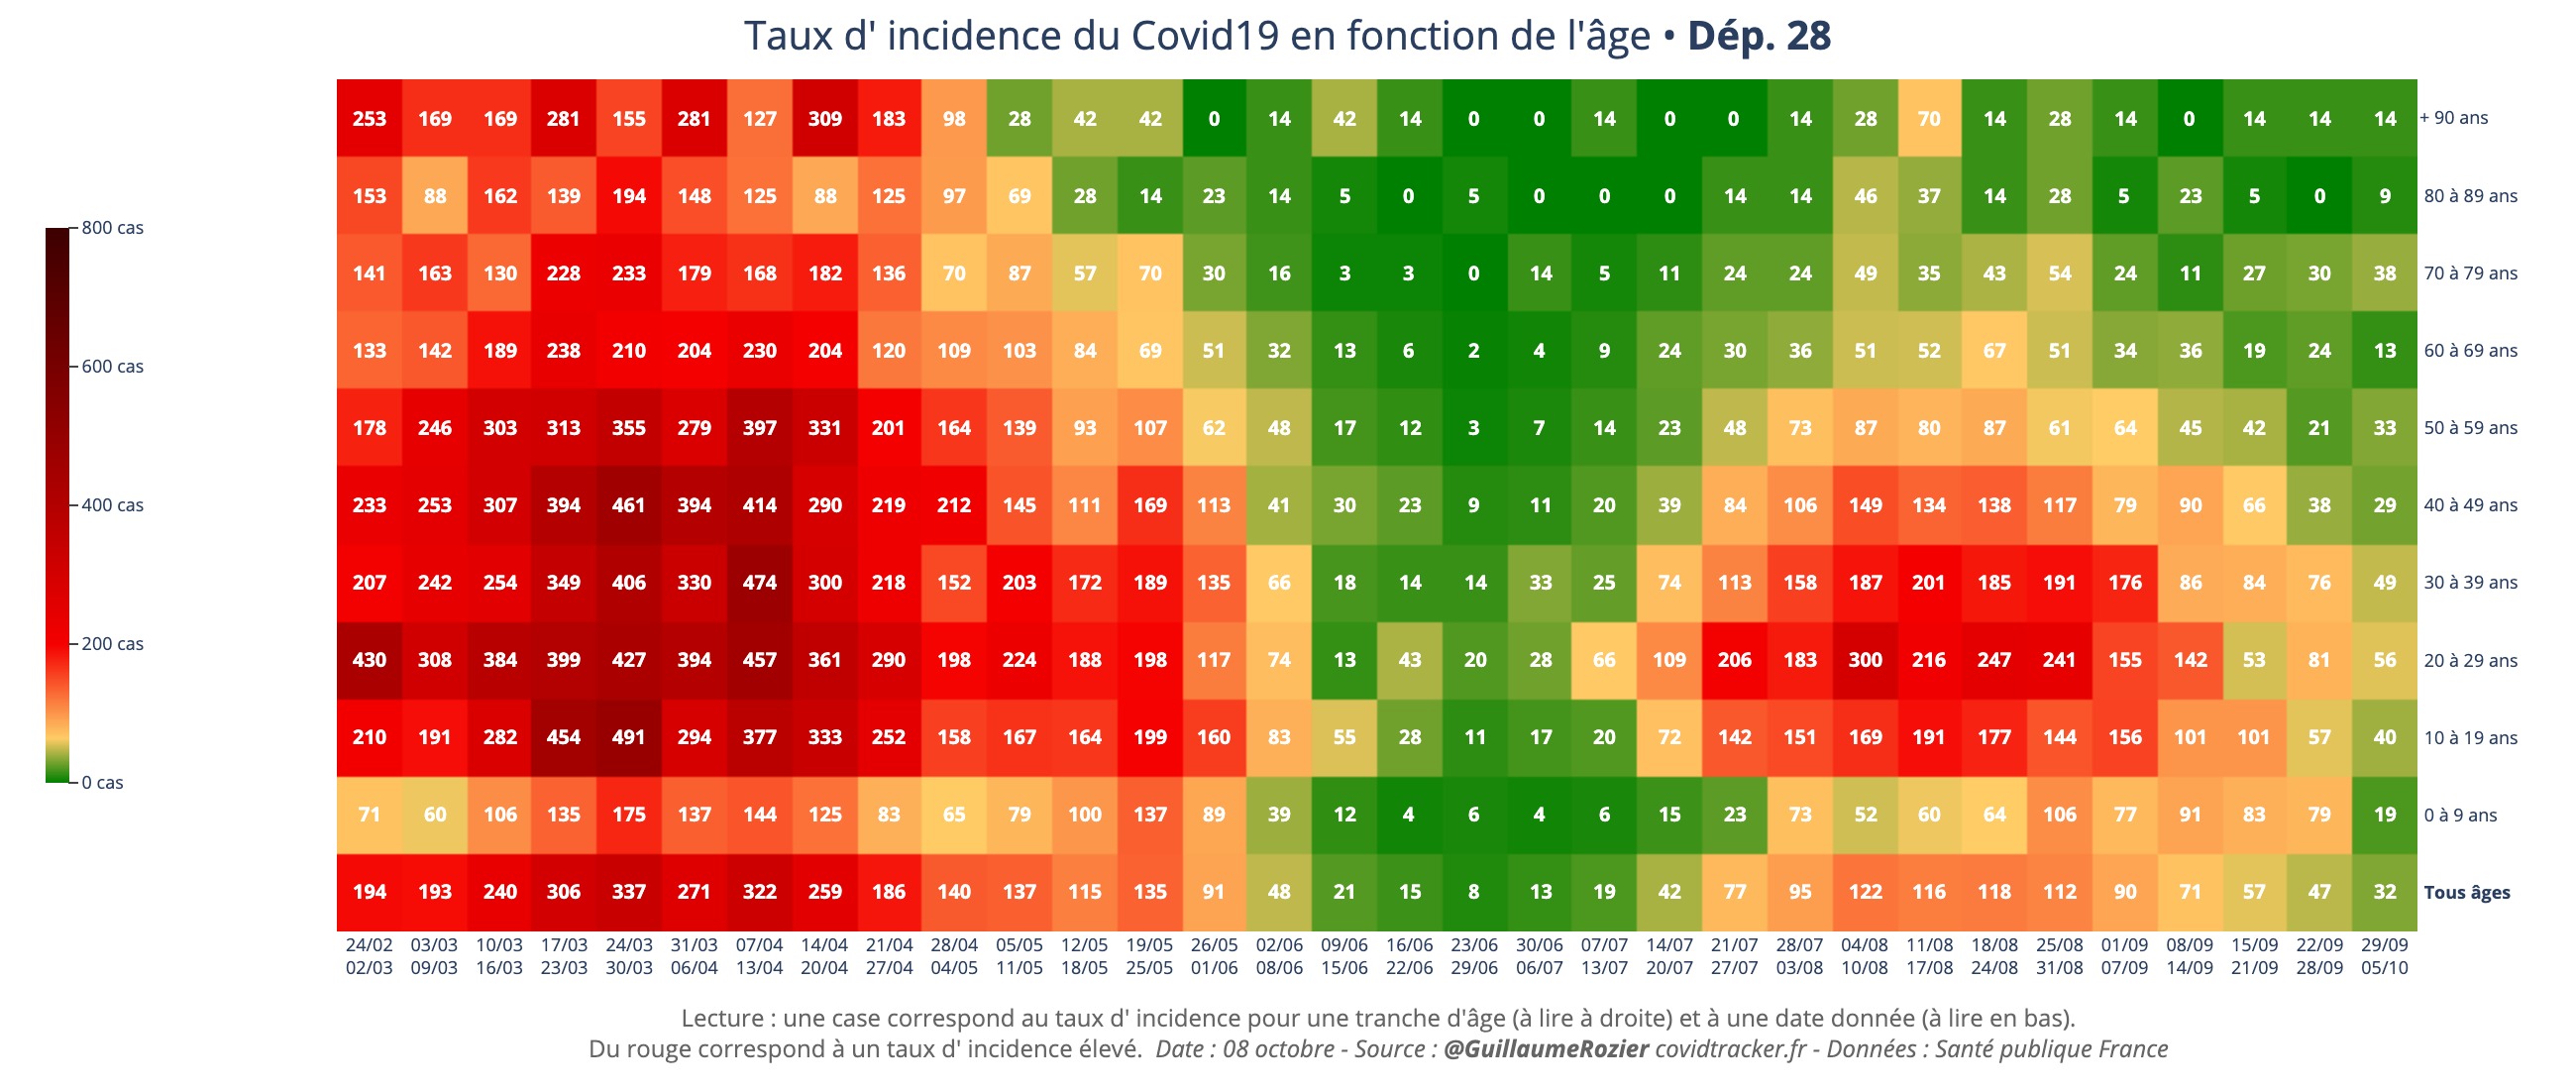 Taux d' incidence du Covid19 en fonction de l'âge • Dép. 28
253 169 169 281 155 281 127 309 183 98 28 42 42 0 14 42 14 0 0 14 0 0 14 28 70 14 28 14 0 14 14 14 + 90 ans
153 88 162 139 194 148 125 88 125 97 69 28 14 23 14 5 0 5 0 0 0 14 14 46 37 14 28 5 23 5 0 9 80 à 89 ans
800 cas
141 163 130 228 233 179 168 182 136 70 87 57 70 30 16 3 3 0 14 5 11 24 24 49 35 43 54 24 11 27 30 38 70 à 79 ans
133 142 189 238 210 204 230 204 120 109 103 84 69 51 32 13 6 2 4 9 24 30 36 51 52 67 51 34 36 19 24 13 60 à 69 ans
600 cas
178 246 303 313 355 279 397 331 201 164 139 93 107 62 48 17 12 3 7 14 23 48 73 87 80 87 61 64 45 42 21 33 50 à 59 ans
400 cas
233 253 307 394 461 394 414 290 219 212 145 111 169 113 41 30 23 9 11 20 39 84 106 149 134 138 117 79 90 66 38 29 40 à 49 ans
207 242 254 349 406 330 474 300 218 152 203 172 189 135 66 18 14 14 33 25 74 113 158 187 201 185 191 176 86 84 76 49 30 à 39 ans
200 cas
430 308 384 399 427 394 457 361 290 198 224 188 198 117 74 13 43 20 28 66 109 206 183 300 216 247 241 155 142 53 81 56 20 à 29 ans
210 191 282 454 491 294 377 333 252 158 167 164 199 160 83 55 28 11 17 20 72 142 151 169 191 177 144 156 101 101 57 40 10 à 19 ans
0 cas
71 60 106 135 175 137 144 125 83 65 79 100 137 89 39 12 4 6 4 6 15 23 73 52 60 64 106 77 91 83 79 19 0 à 9 ans
194 193 240 306 337 271 322 259 186 140 137 115 135 91 48 21 15 8 13 19 42 77 95 122 116 118 112 90 71 57 47 32 Tous âges
24/02 03/03 10/03 17/03 24/03 31/03 07/04 14/04 21/04 28/04 05/05 12/05 19/05 26/05 02/06 09/06 16/06 23/06 30/06 07/07 14/07 21/07 28/07 04/08 11/08 18/08 25/08 01/09 08/09 15/09 22/09 29/09
02/03 09/03 16/03 23/03 30/03 06/04 13/04 20/04 27/04 04/05 11/05 18/05 25/05 01/06 08/06 15/06 22/06 29/06 06/07 13/07 20/07 27/07 03/08 10/08 17/08 24/08 31/08 07/09 14/09 21/09 28/09 05/10
Lecture : une case correspond au taux d' incidence pour une tranche d'âge (à lire à droite) et à une date donnée (à lire en bas).
Du rouge correspond à un taux d' incidence élevé. Date : 08 octobre - Source : @GuillaumeRozier covidtracker.fr - Données : Santé publique France